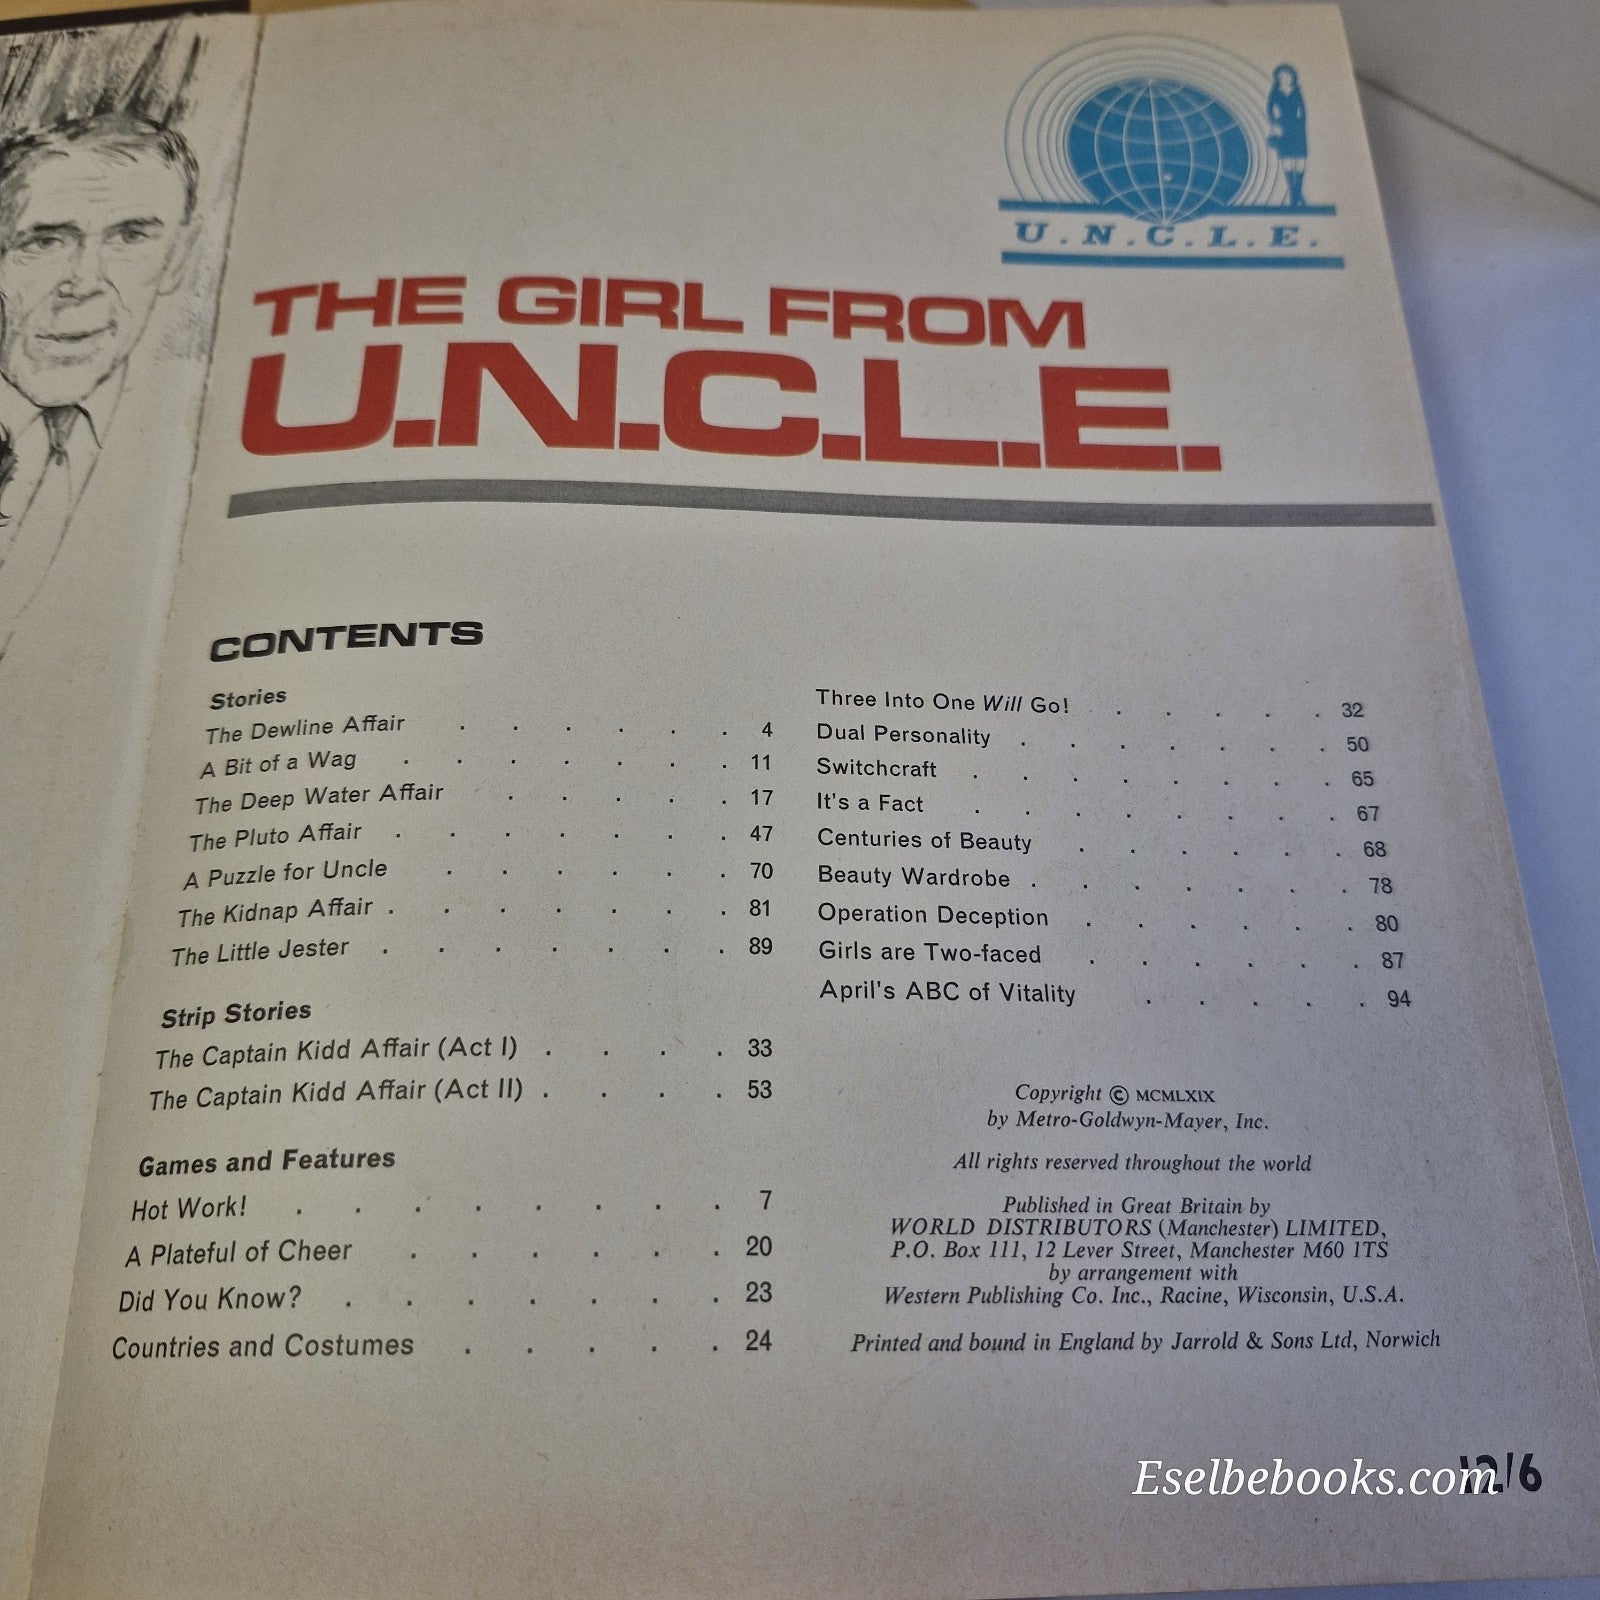 U.N.C.L.E.
THE GIRL FROM
U.N.C.L.E.
CONTENTS
Stories
The Dewline Affair . . . . . . 4
A Bit of a Wag . . . . . . . 11
The Deep Water Affair . . . . . 17
The Pluto Affair . . . . . . . 47
A Puzzle for Uncle . . . . . . 70
The Kidnap Affair . . . . . . . 81
The Little Jester . . . . . . . 89
Strip Stories
The Captain Kidd Affair (Act I) . . . . 33
The Captain Kidd Affair (Act II) . . . . 53
Games and Features
Hot Work! . . . . . . . . 7
A Plateful of Cheer . . . . . . 20
Did You Know? . . . . . . . 23
Countries and Costumes . . . . . 24
Three Into One Will Go! . . . . . 32
Dual Personality . . . . . . . 50
Switchcraft . . . . . . . . 65
It's a Fact . . . . . . . . 67
Centuries of Beauty . . . . . . 68
Beauty Wardrobe . . . . . . . 78
Operation Deception . . . . . . 80
Girls are Two-faced . . . . . . 87
April's ABC of Vitality . . . . . 94
Copyright © MCMLXIX
by Metro-Goldwyn-Mayer, Inc.
All rights reserved throughout the world
Published in Great Britain by
WORLD DISTRIBUTORS (Manchester) LIMITED,
P.O. Box 111, 12 Lever Street, Manchester M60 1TS
by arrangement with
Western Publishing Co. Inc., Racine, Wisconsin, U.S.A.
Printed and bound in England by Jarrold & Sons Ltd, Norwich
12/6
Eselbebooks.com